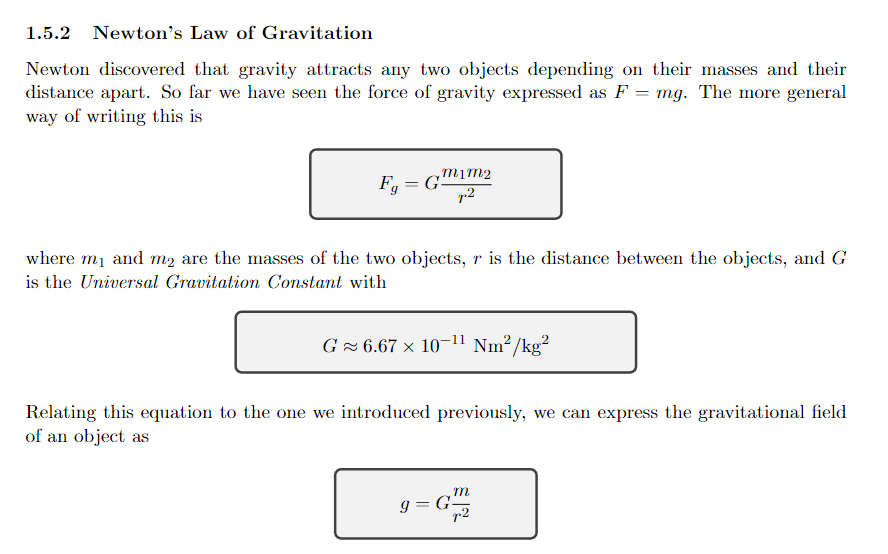 1.5.2 Newton's Law of Gravitation
Newton discovered that gravity attracts any two objects depending on their masses and their
distance apart. So far we have seen the force of gravity expressed as F = mg. The more general
way of writing this is
F_g = G \frac{m_1 m_2}{r^2}
where m_1 and m_2 are the masses of the two objects, r is the distance between the objects, and G
is the Universal Gravitation Constant with
G ≈ 6.67 × 10^{-11} Nm^2/kg^2
Relating this equation to the one we introduced previously, we can express the gravitational field
of an object as
g = G \frac{m}{r^2}